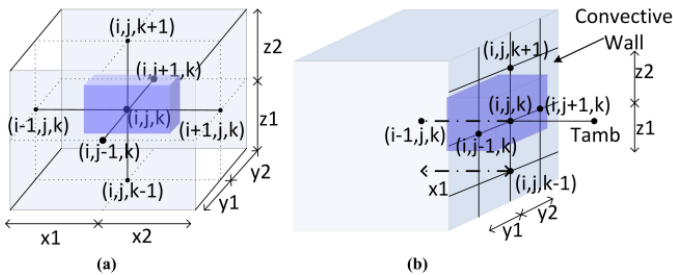 (i,j,k+1)
(i,j+1,k)
z2
(i,j,k)
z1
(i-1,j,k)
(i+1,j,k)
(i,j-1,k)
(i,j,k-1)
y2
y1
x1
x2
(a)
Convective
Wall
(i,j,k+1)
z2
(i,j,k)
(i,j+1,k)
(i-1,j,k)
Tamb
z1
(i,j-1,k)
x1
(i,j,k-1)
y2
y1
(b)